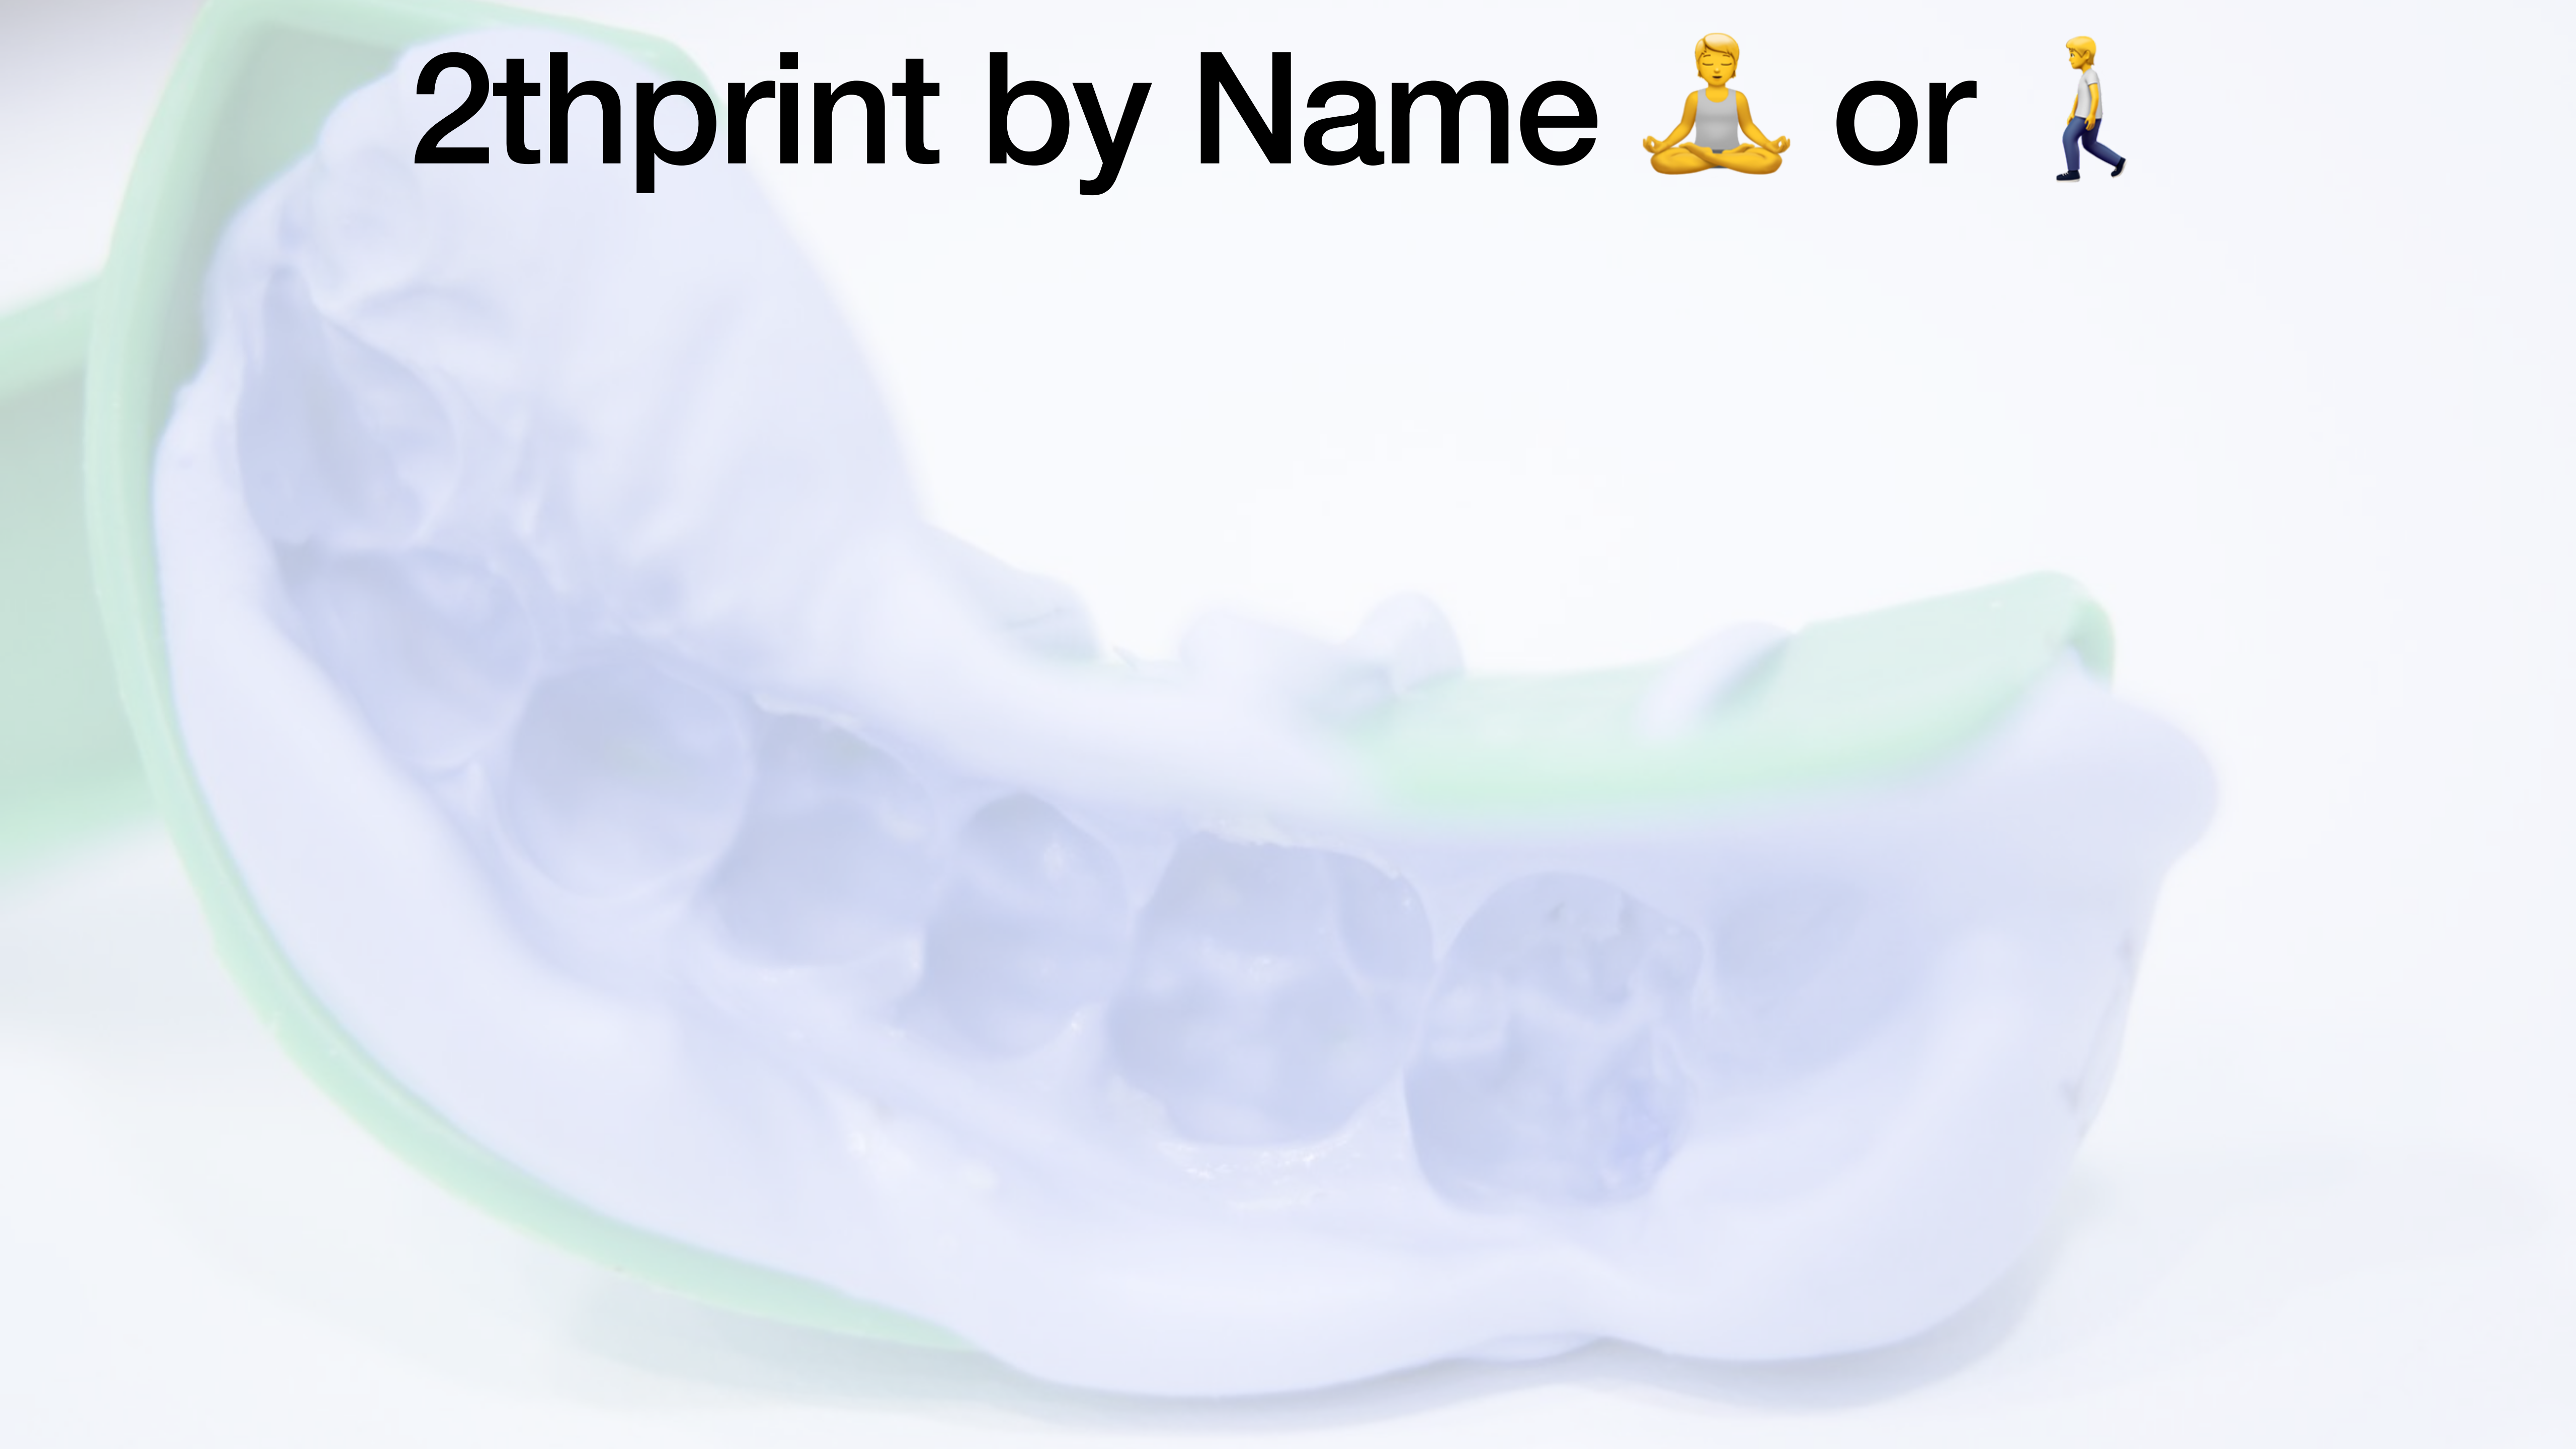 2thprint by Name 🧘 or 🚶